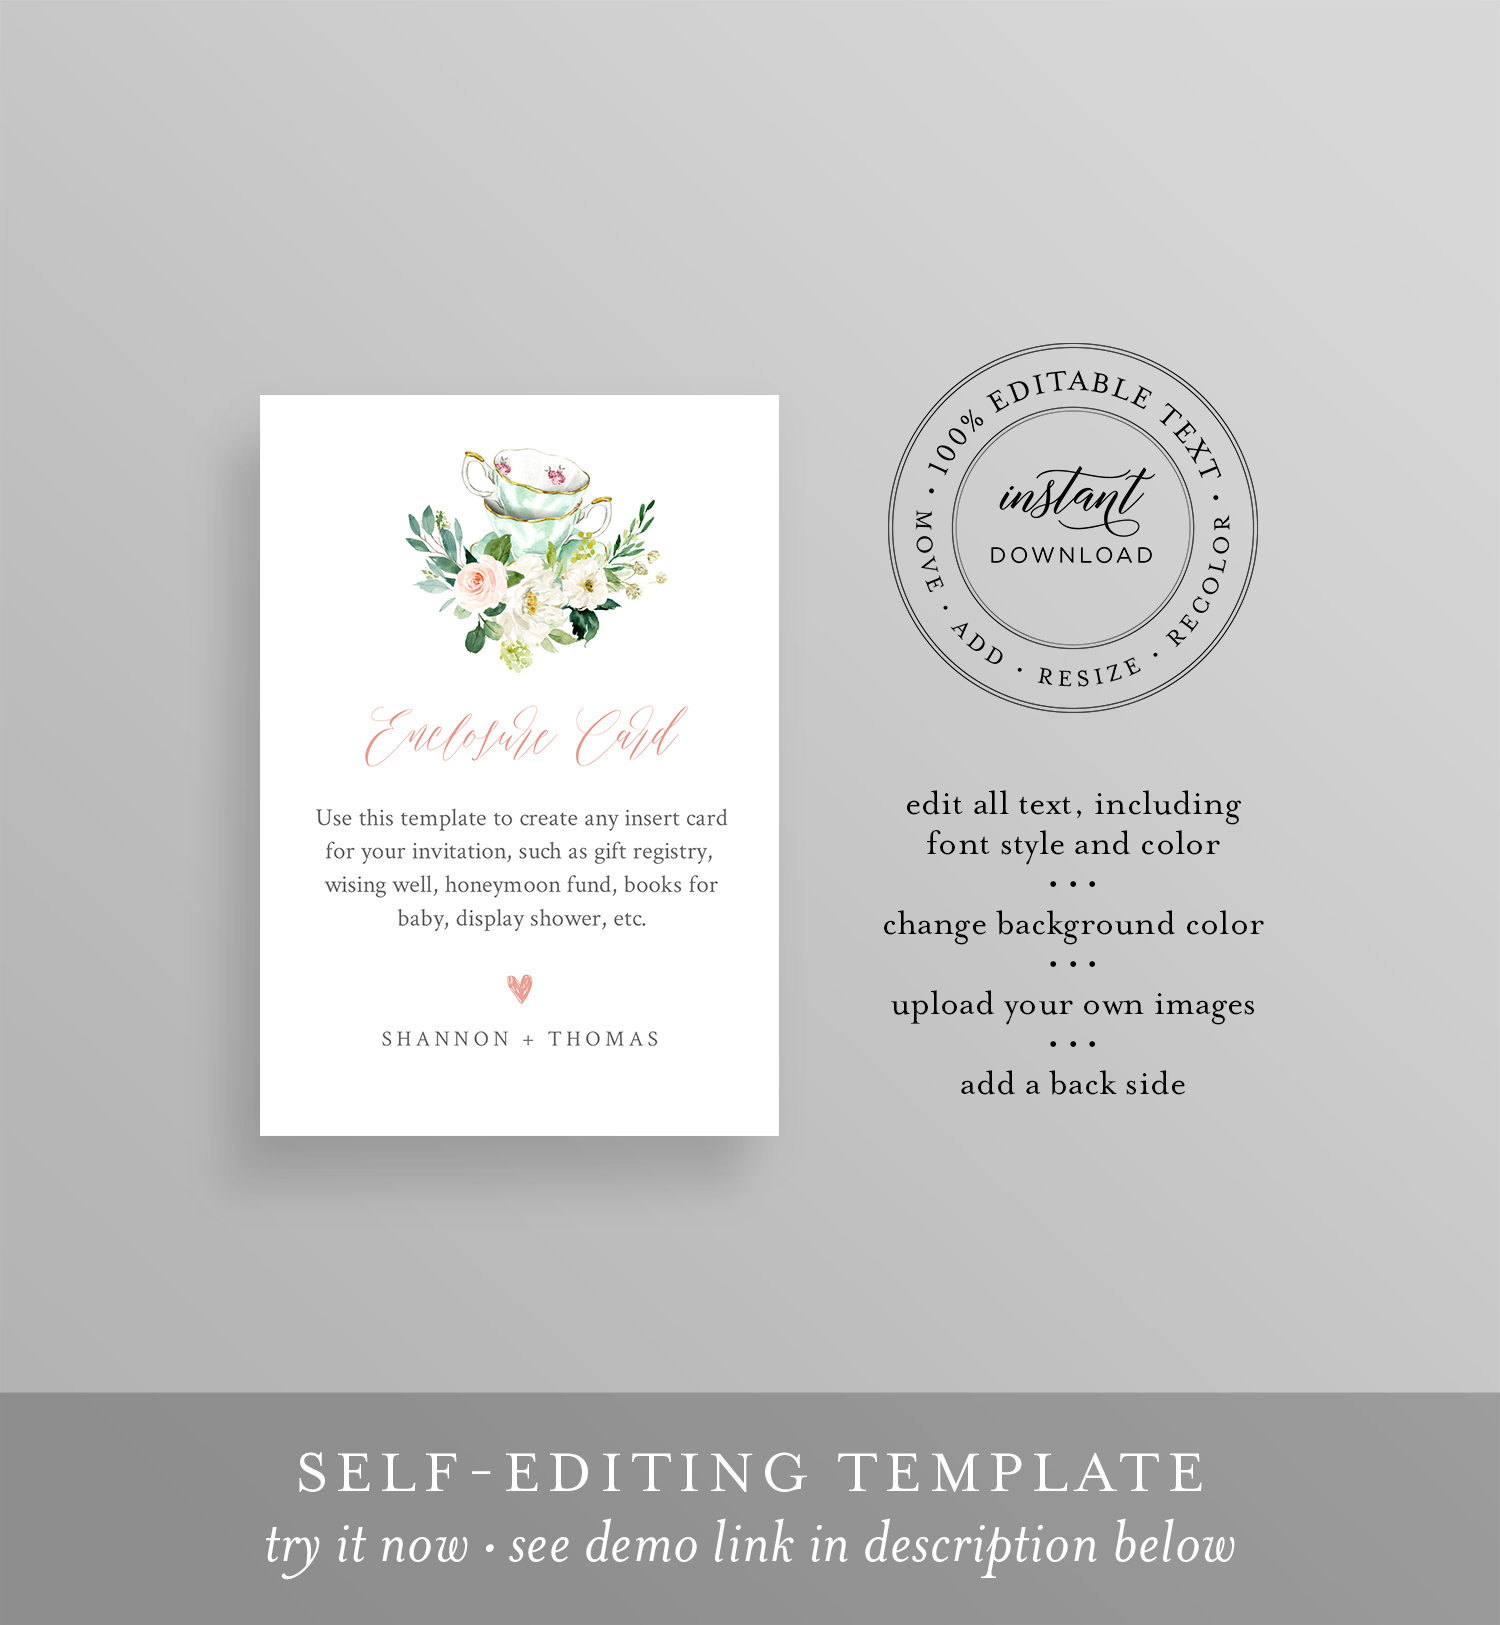 Enclosure Card
Use this template to create any insert card
for your invitation, such as gift registry,
wising well, honeymoon fund, books for
baby, display shower, etc.
SHANNON + THOMAS
· 100% EDITABLE TEXT ·
MOVE · ADD · RESIZE · RECOLOR
instant
DOWNLOAD
edit all text, including
font style and color
• • •
change background color
• • •
upload your own images
• • •
add a back side
SELF-EDITING TEMPLATE
try it now • see demo link in description below